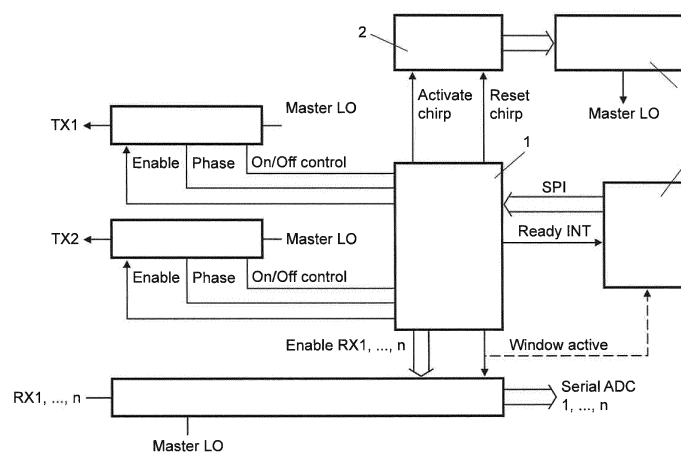 2
Activate
chirp
Reset
chirp
Master LO
Master LO
TX1
Enable
Phase
On/Off control
1
SPI
Ready INT
TX2
Master LO
Enable
Phase
On/Off control
Enable RX1, ..., n
Window active
RX1, ..., n
Serial ADC
1, ..., n
Master LO